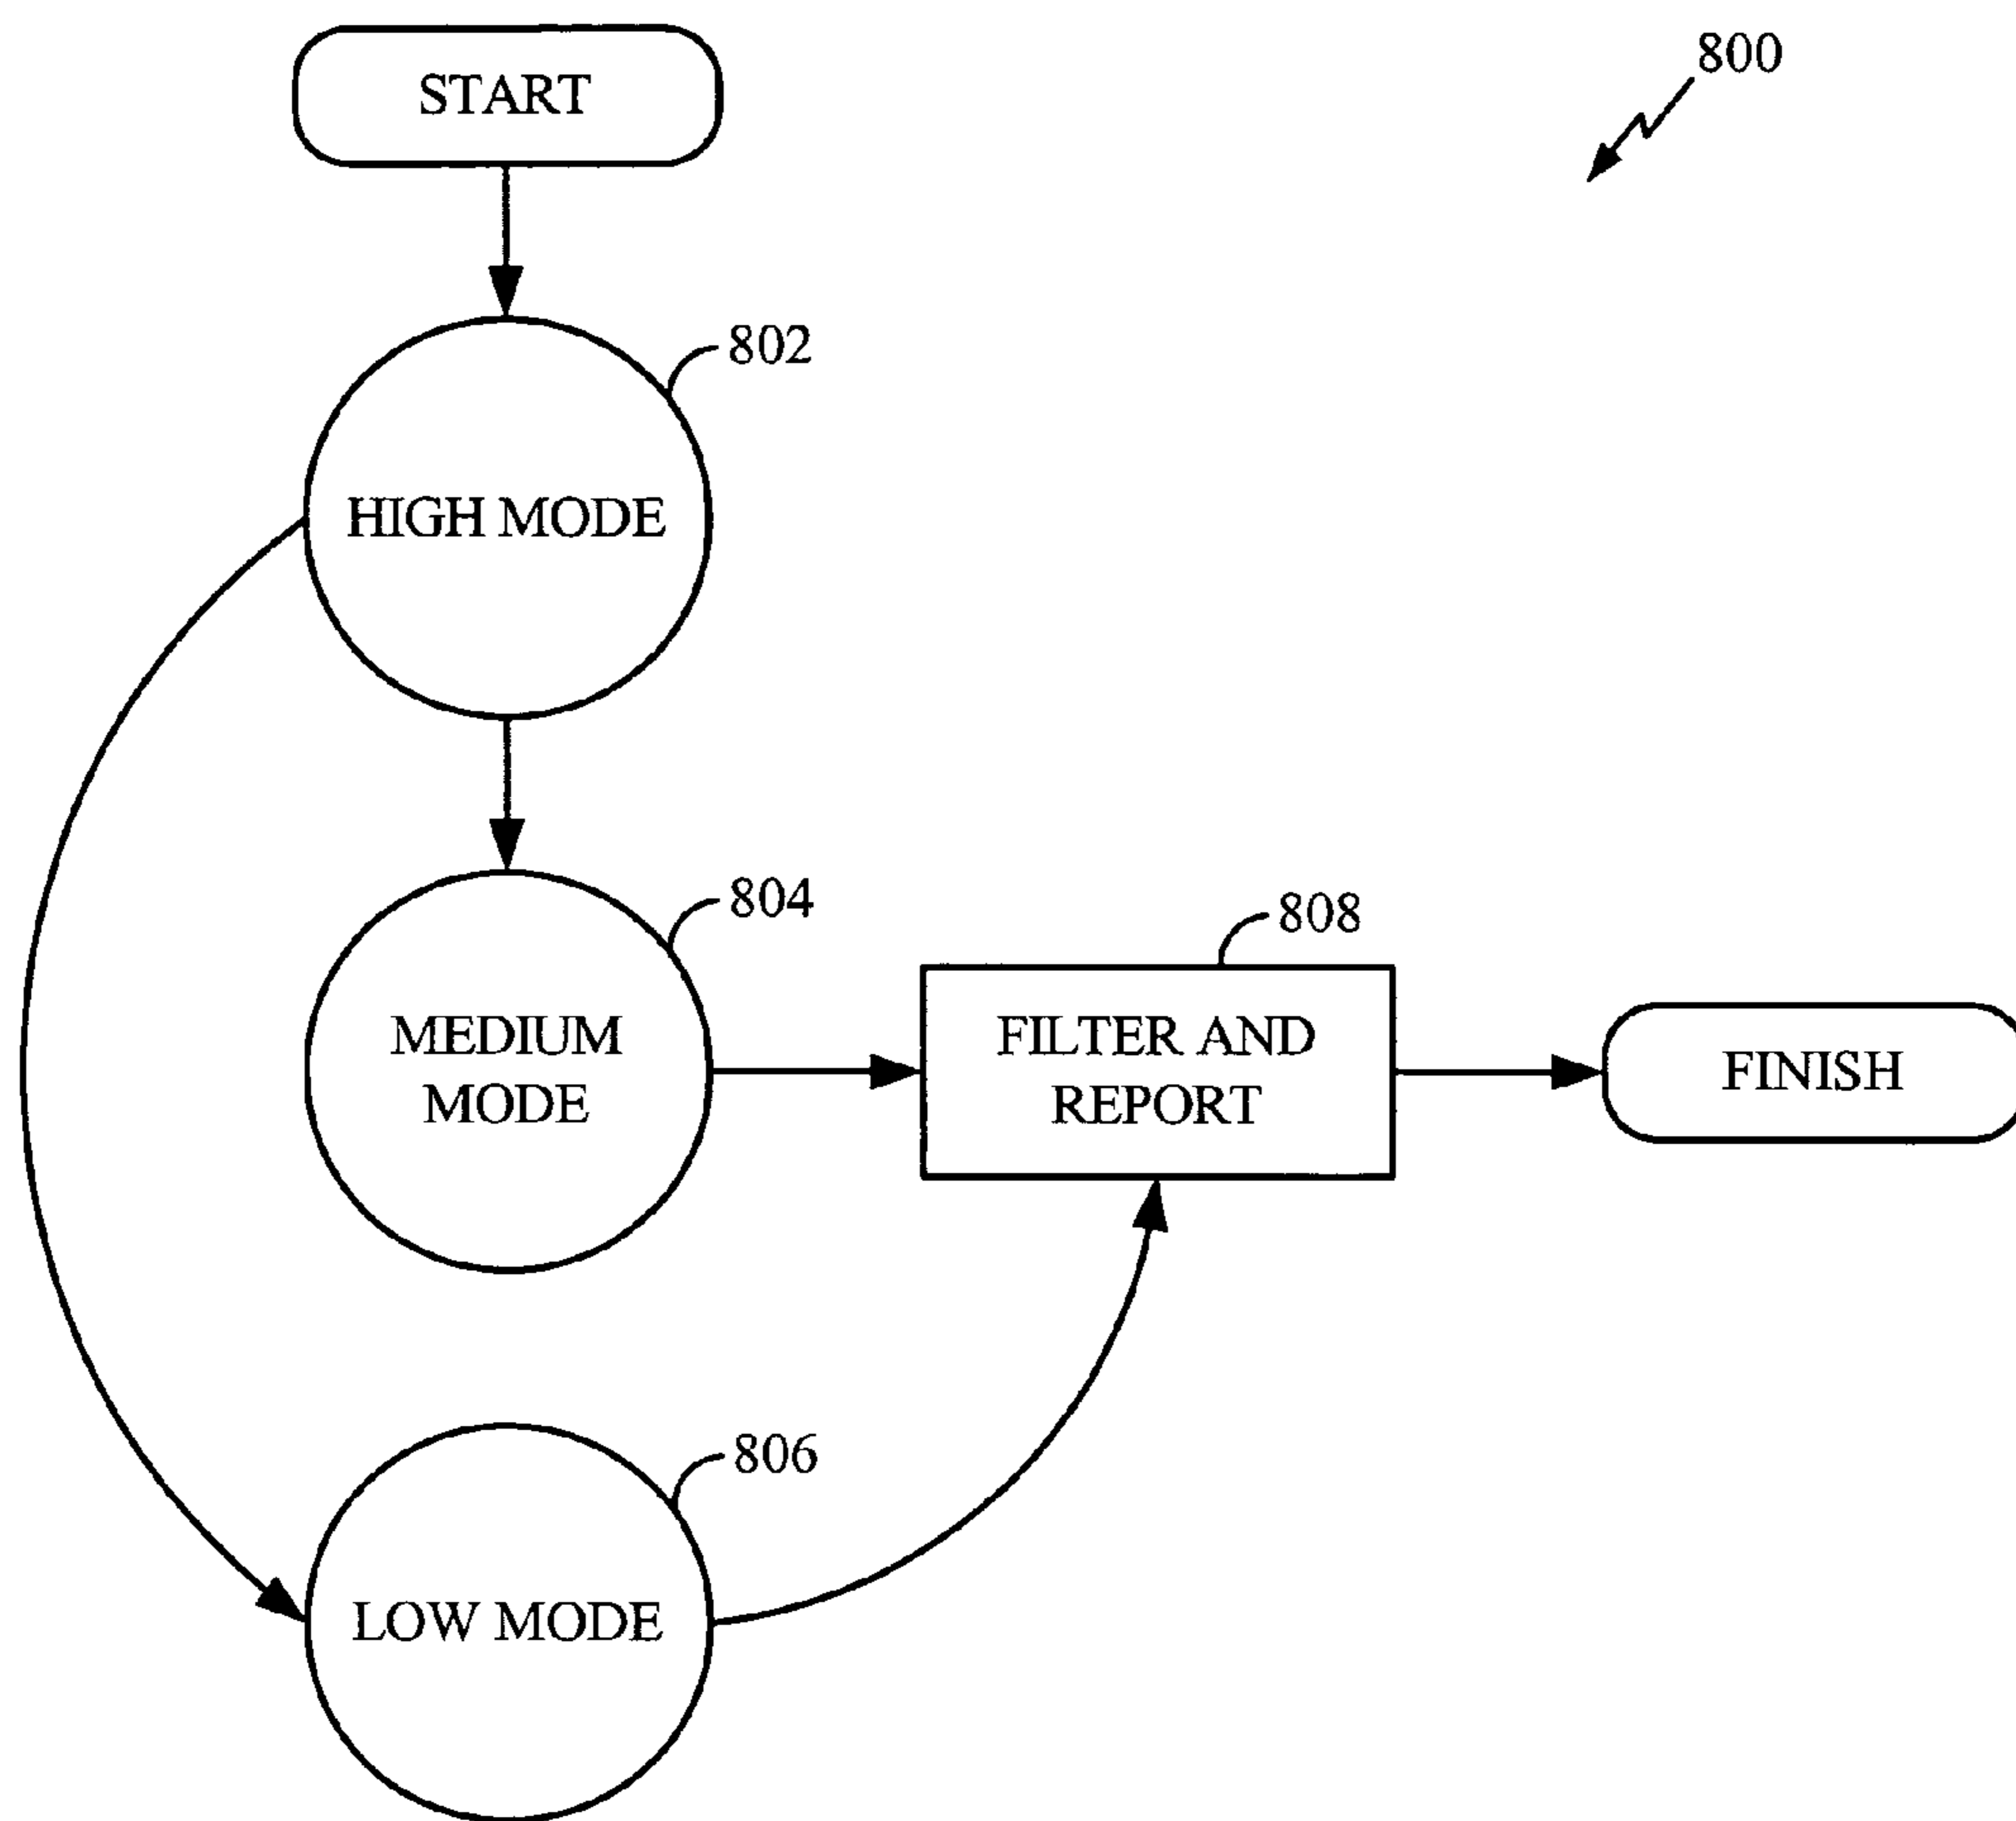 START
800
802
HIGH MODE
804
MEDIUM
MODE
808
FILTER AND
REPORT
FINISH
806
LOW MODE